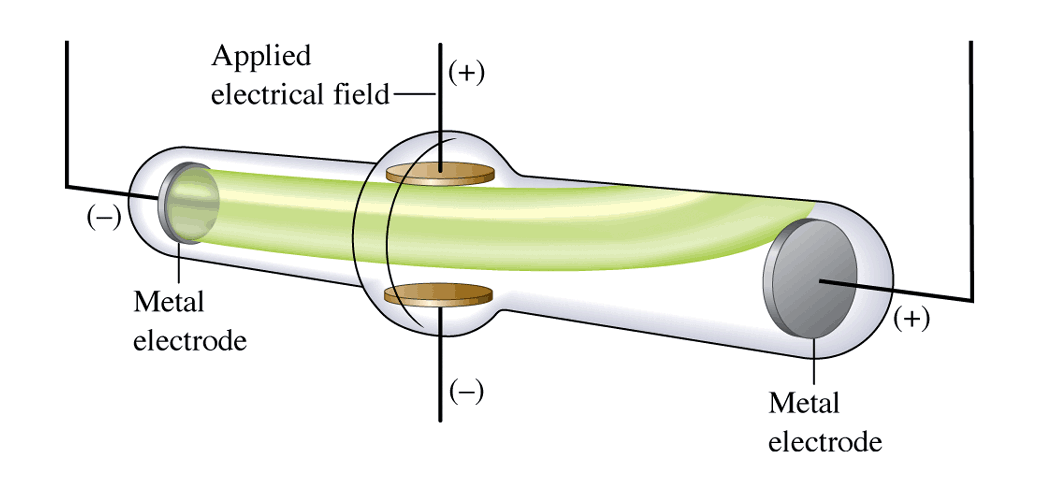 Applied
electrical field
(+)
(–)
Metal
electrode
(–)
(+)
Metal
electrode